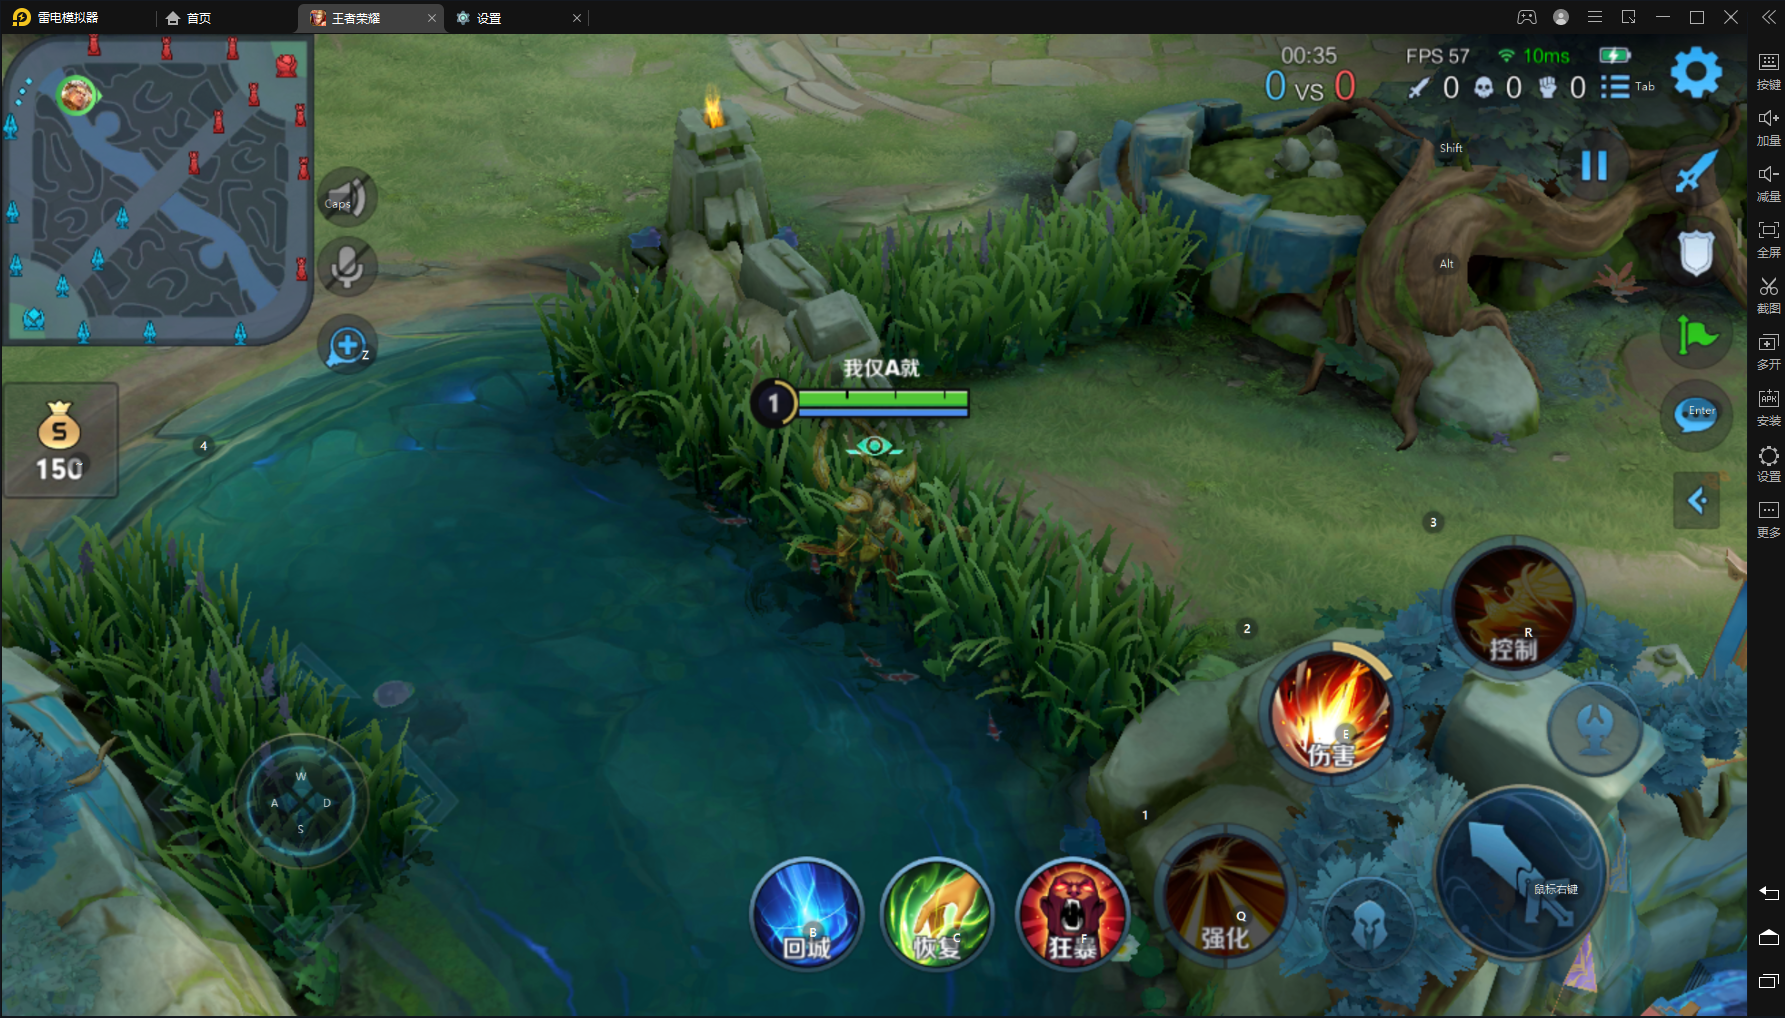 雷电模拟器
首页
王者荣耀
设置
00:35
FPS 57
10ms
0 VS 0
0
0
0
Tab
按键
加量
减量
全屏
截图
多开
安装
设置
更多
Shift
Caps
Alt
Z
我仅A就
1
Enter
S
150
~
4
3
2
1
R
控制
E
伤害
W
A
D
S
鼠标右键
B
回城
C
恢复
F
狂暴
Q
强化
APK